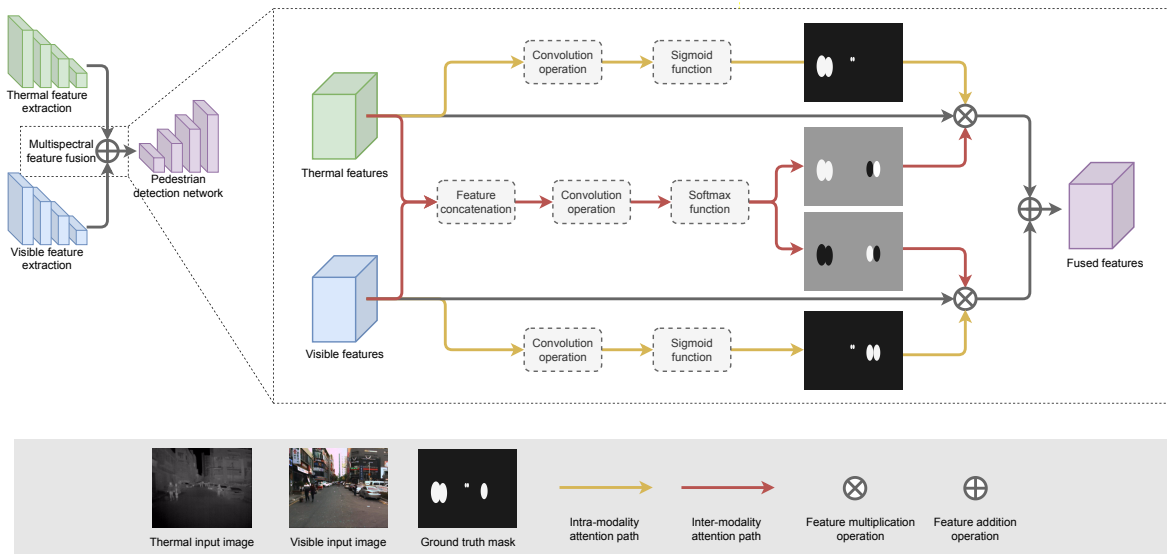 Thermal feature
extraction
Multispectral
feature fusion
Pedestrian
detection network
Visible feature
extraction
Thermal features
Visible features
Convolution
operation
Sigmoid
function
Feature
concatenation
Convolution
operation
Softmax
function
Convolution
operation
Sigmoid
function
Fused features
Thermal input image
Visible input image
Ground truth mask
Intra-modality
attention path
Inter-modality
attention path
Feature multiplication
operation
Feature addition
operation